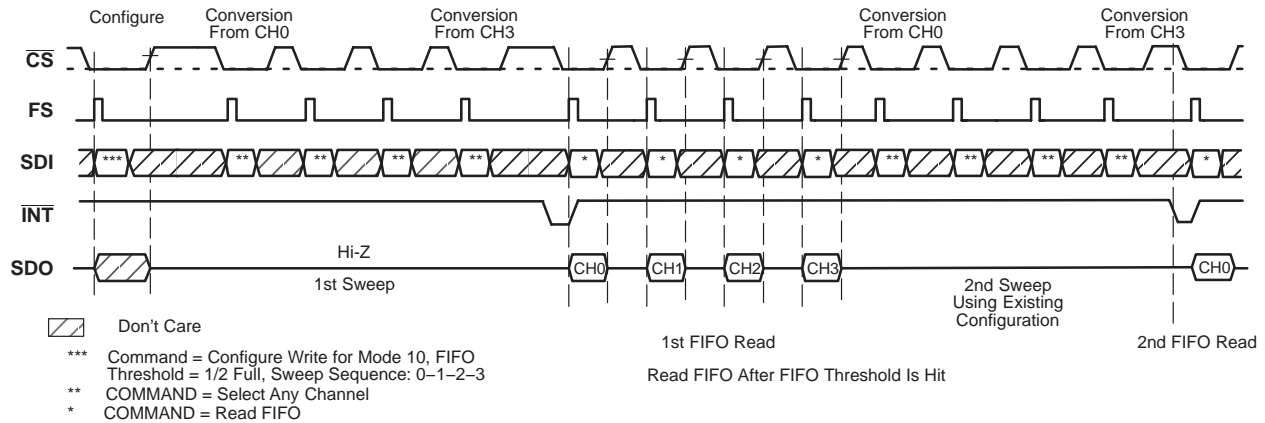 Configure
Conversion
From CH0
Conversion
From CH3
Conversion
From CH0
Conversion
From CH3
CS
FS
SDI
*** ** ** ** ** * * * * ** ** ** ** *
INT
SDO
Hi-Z
1st Sweep
CH0 CH1 CH2 CH3
2nd Sweep
Using Existing
Configuration
CH0
Don't Care
1st FIFO Read
2nd FIFO Read
*** Command = Configure Write for Mode 10, FIFO
Threshold = 1/2 Full, Sweep Sequence: 0–1–2–3
Read FIFO After FIFO Threshold Is Hit
** COMMAND = Select Any Channel
* COMMAND = Read FIFO